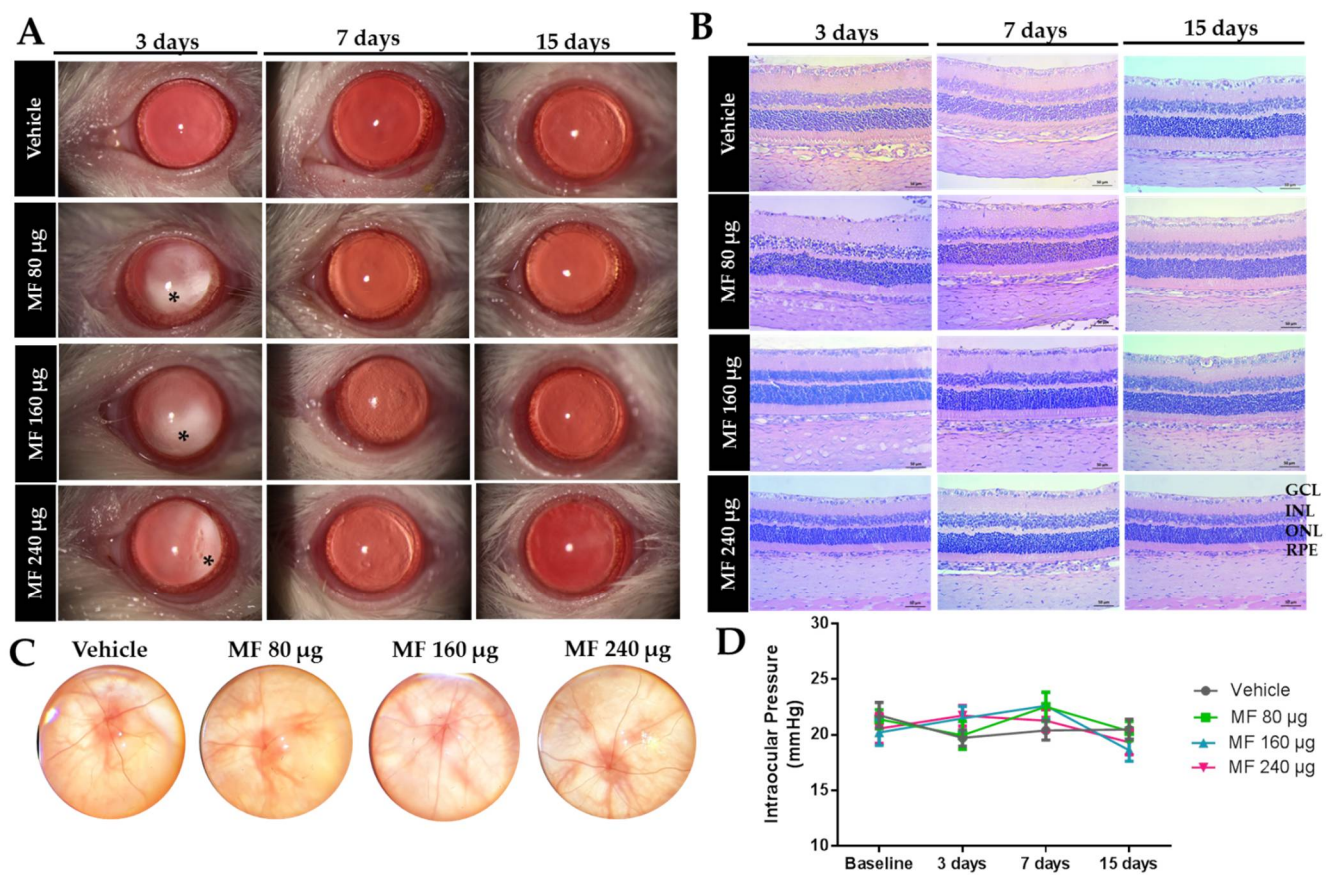 A
3 days
7 days
15 days
Vehicle
MF 80 µg
MF 160 µg
MF 240 µg
*
*
*
B
3 days
7 days
15 days
Vehicle
MF 80 µg
MF 160 µg
MF 240 µg
GCL
INL
ONL
RPE
C
Vehicle
MF 80 µg
MF 160 µg
MF 240 µg
D
Intraocular Pressure
(mmHg)
30
25
20
15
10
Baseline
3 days
7 days
15 days
Vehicle
MF 80 µg
MF 160 µg
MF 240 µg